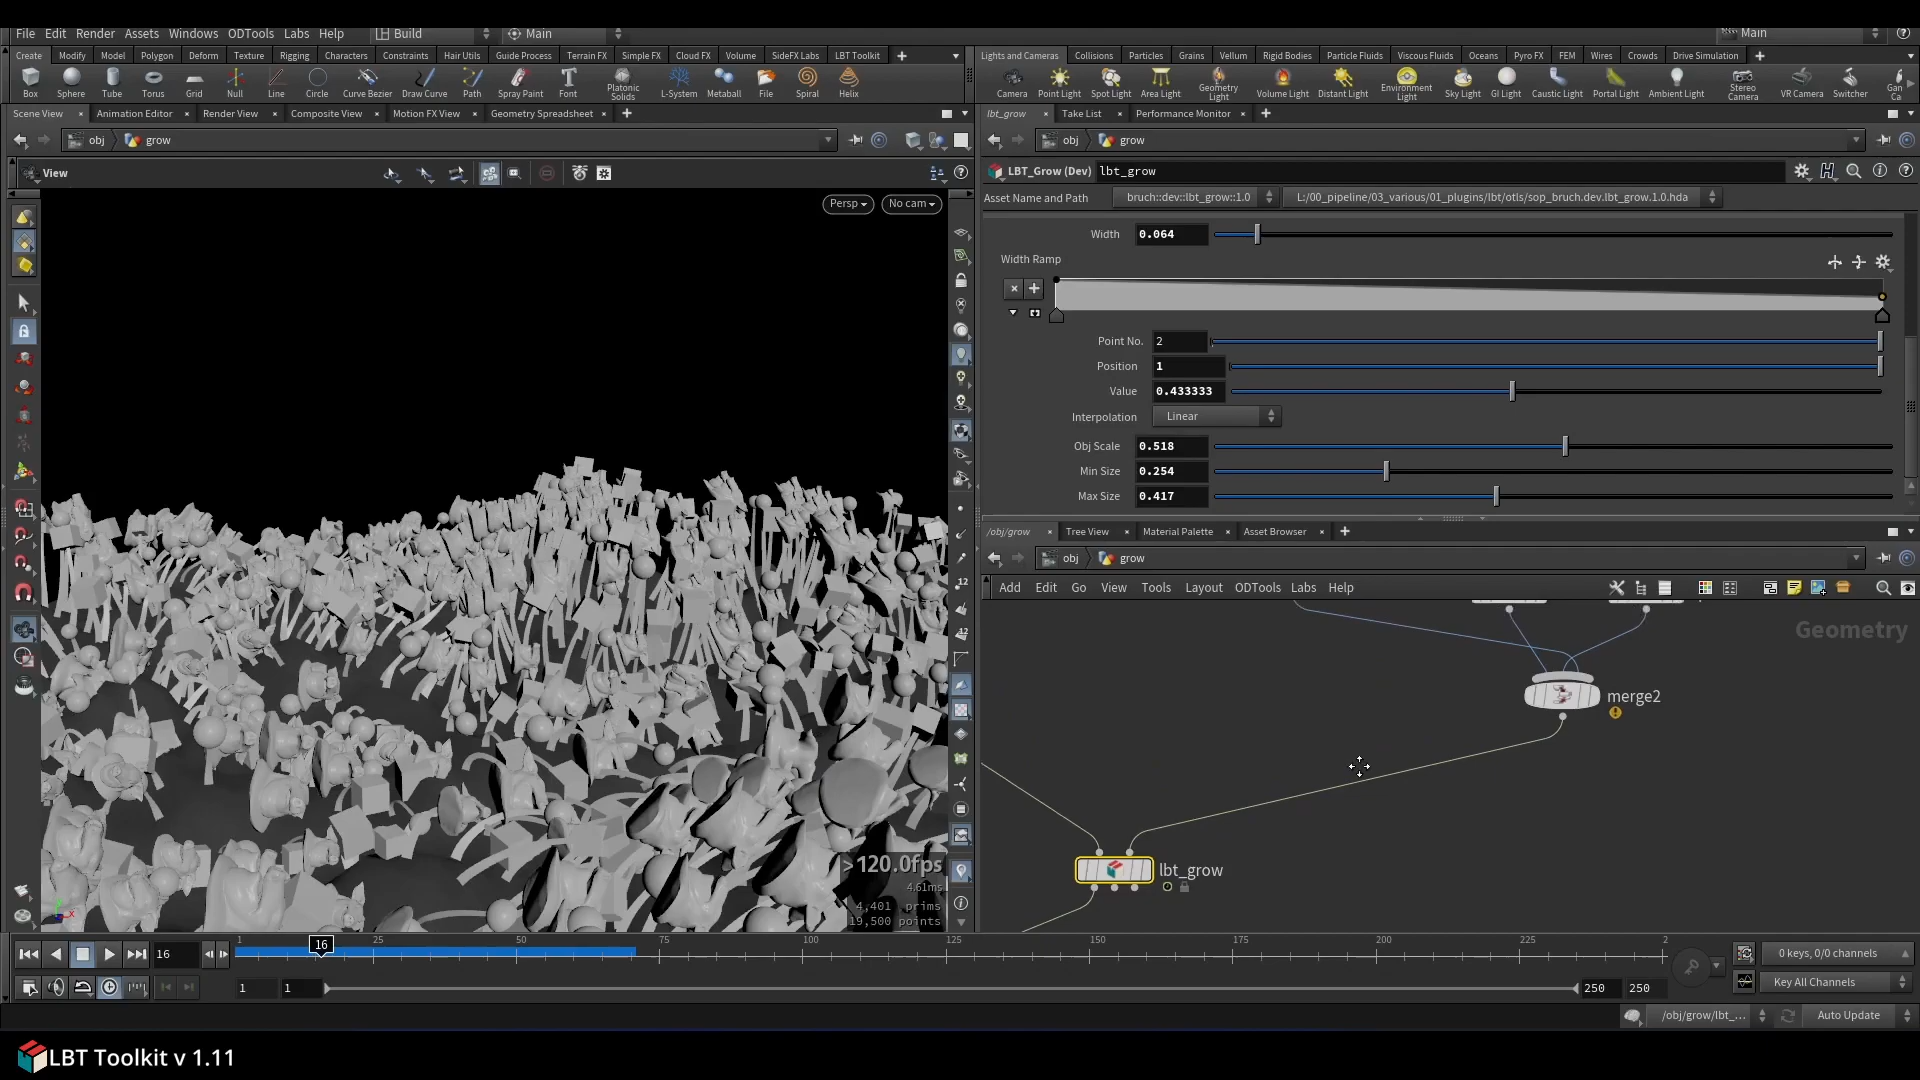 File Edit Render Assets Windows ODTools Labs Help Build Main Main
Create Modify Model Polygon Deform Texture Rigging Characters Constraints Hair Utils Guide Process Terrain FX Simple FX Cloud FX Volume SideFX Labs LBT Toolkit
Lights and Cameras Collisions Particles Grains Vellum Rigid Bodies Particle Fluids Viscous Fluids Oceans Pyro FX FEM Wires Crowds Drive Simulation
Box Sphere Tube Torus Grid Null Line Circle Curve Bezier Draw Curve Path Spray Paint Font Platonic Solids L-System Metaball File Spiral Helix
Camera Point Light Spot Light Area Light Geometry Light Volume Light Distant Light Environment Light Sky Light GI Light Caustic Light Portal Light Ambient Light Stereo Camera VR Camera Switcher Gan Ca
Scene View Animation Editor Render View Composite View Motion FX View Geometry Spreadsheet
lbt_grow Take List Performance Monitor
obj grow
obj grow
View
LBT_Grow (Dev) lbt_grow
Asset Name and Path bruch::dev::lbt_grow::1.0 L:/00_pipeline/03_various/01_plugins/lbt/otls/sop_bruch.dev.lbt_grow.1.0.hda
Persp No cam
Width 0.064
Width Ramp
Point No. 2
Position 1
Value 0.433333
Interpolation Linear
Obj Scale 0.518
Min Size 0.254
Max Size 0.417
/obj/grow Tree View Material Palette Asset Browser
obj grow
Add Edit Go View Tools Layout ODTools Labs Help
Geometry
merge2
lbt_grow
12
12
>120.0fps
4.61ms
4,401 prims
19,500 points
16 1 16 25 50 75 100 125 150 175 200 225 2
0 keys, 0/0 channels
1 1 250 250
Key All Channels
/obj/grow/lbt_... Auto Update
LBT Toolkit v 1.11